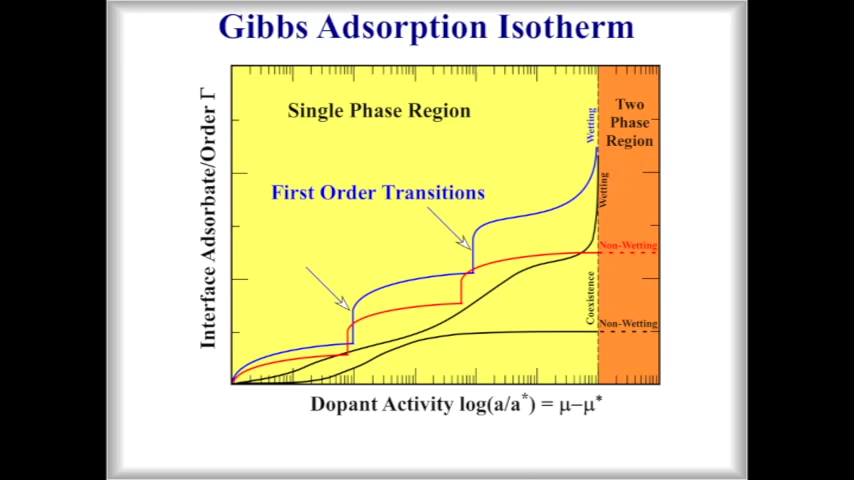 Gibbs Adsorption Isotherm
Single Phase Region
Two
Phase
Region
Wetting
First Order Transitions
Wetting
Non-Wetting
Coexistence
Non-Wetting
Interface Adsorbate/Order Γ
Dopant Activity log(a/a*) = μ−μ*